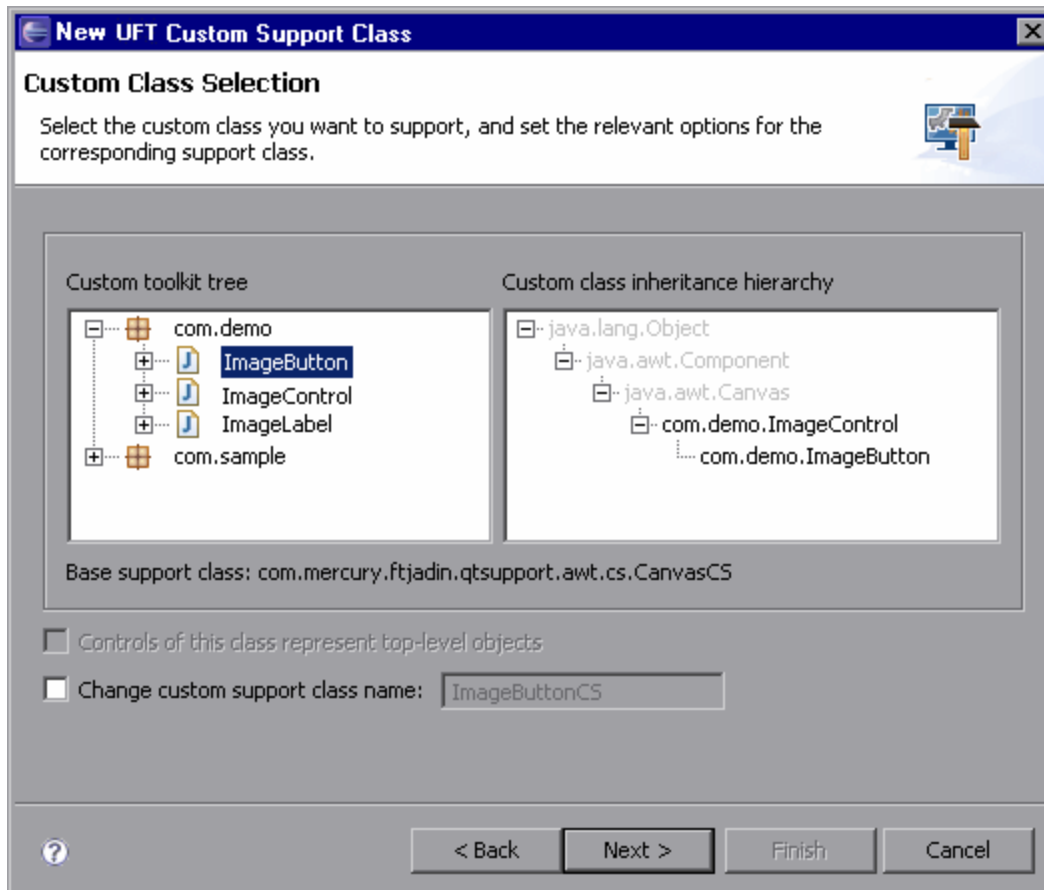 New UFT Custom Support Class
Custom Class Selection
Select the custom class you want to support, and set the relevant options for the
corresponding support class.
Custom toolkit tree
com.demo
ImageButton
ImageControl
ImageLabel
com.sample
Custom class inheritance hierarchy
java.lang.Object
java.awt.Component
java.awt.Canvas
com.demo.ImageControl
com.demo.ImageButton
Base support class: com.mercury.ftjadin.qtsupport.awt.cs.CanvasCS
Controls of this class represent top-level objects
Change custom support class name: ImageButtonCS
? < Back Next > Finish Cancel